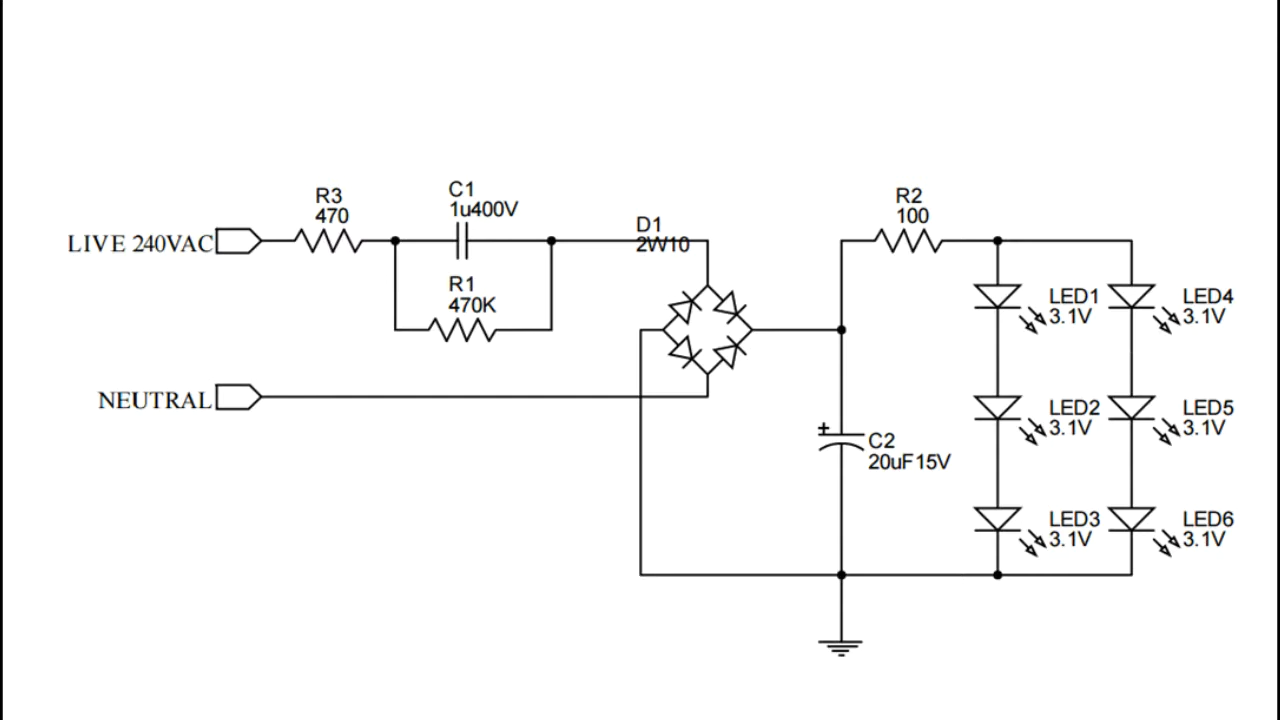 R3
470
C1
1u400V
R2
100
D1
2W10
LIVE 240VAC
R1
470K
LED1
3.1V
LED4
3.1V
NEUTRAL
LED2
3.1V
LED5
3.1V
+
C2
20uF15V
LED3
3.1V
LED6
3.1V